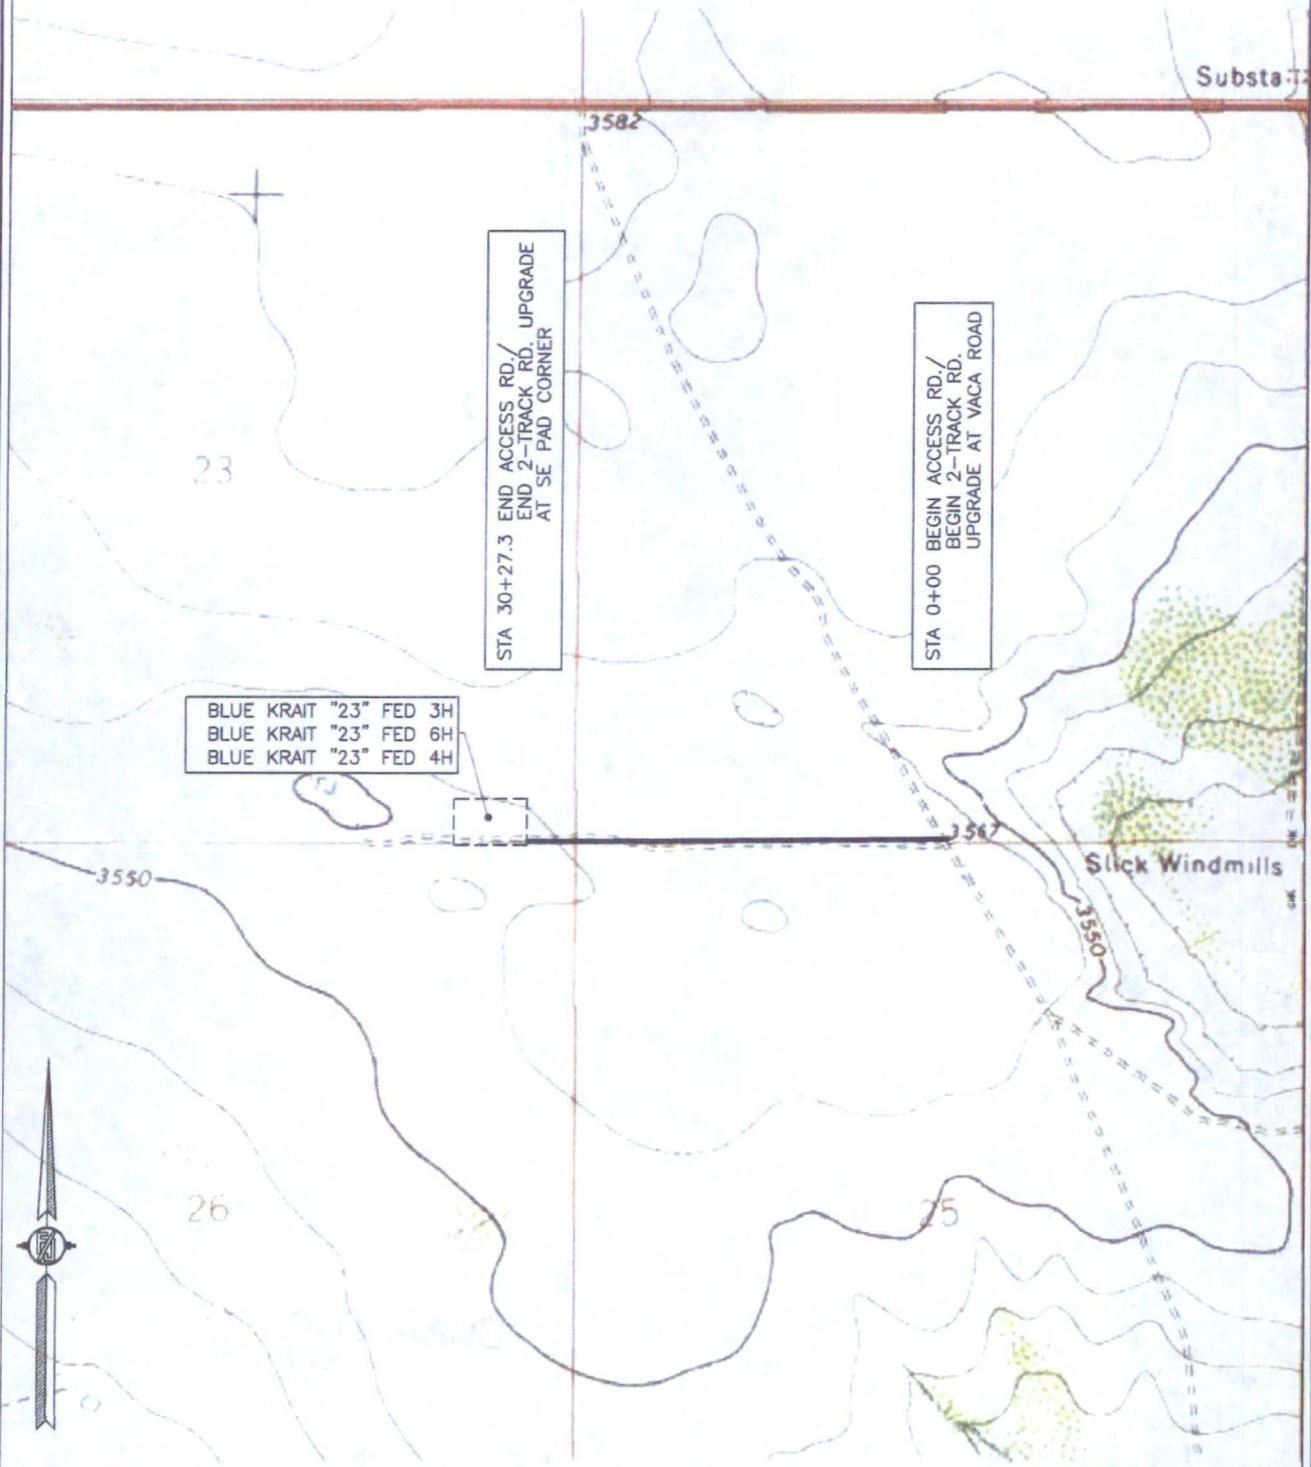 Substa
3582
STA 30+27.3 END ACCESS RD./
END 2-TRACK RD. UPGRADE
AT SE PAD CORNER
STA 0+00 BEGIN ACCESS RD./
BEGIN 2-TRACK RD.
UPGRADE AT VACA ROAD
23
BLUE KRAIT "23" FED 3H
BLUE KRAIT "23" FED 6H
BLUE KRAIT "23" FED 4H
3567
Slick Windmills
3550
3550
26
25